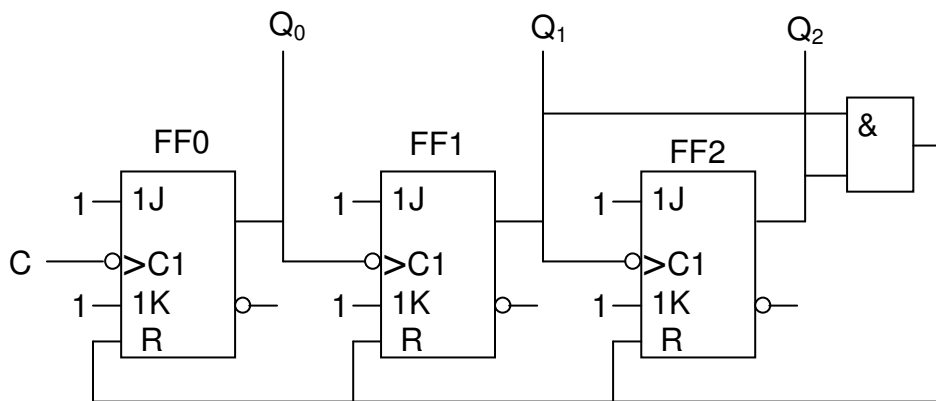 Q₀ Q₁ Q₂
&
FF0 FF1 FF2
1 1J 1 1J 1 1J
C >C1 >C1 >C1
1 1K 1 1K 1 1K
R R R